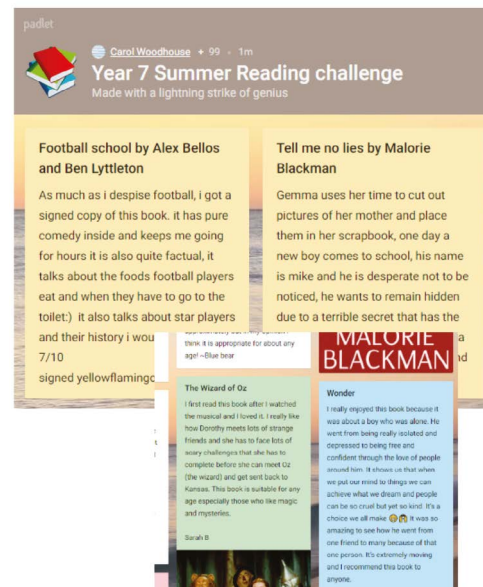 padlet
Carol Woodhouse + 99 · 1m
Year 7 Summer Reading challenge
Made with a lightning strike of genius
Football school by Alex Bellos
and Ben Lyttleton
As much as i despise football, i got a
signed copy of this book. it has pure
comedy inside and keeps me going
for hours it is also quite factual, it
talks about the foods football players
eat and when they have to go to the
toilet:) it also talks about star players
and their history i wou
7/10
signed yellowflamingo
Tell me no lies by Malorie
Blackman
Gemma uses her time to cut out
pictures of her mother and place
them in her scrapbook, one day a
new boy comes to school, his name
is mike and he is desperate not to be
noticed, he wants to remain hidden
due to a terrible secret that has the
a
nd
think it is appropriate for about any
age! ~Blue bear
The Wizard of Oz
I first read this book after I watched
the musical and I loved it. I really like
how Dorothy meets lots of strange
friends and she has to face lots of
scary challenges that she has to
complete before she can meet Oz
(the wizard) and get sent back to
Kansas. This book is suitable for any
age especially those who like magic
and mysteries.
Sarah B
MALORIE
BLACKMAN
Wonder
I really enjoyed this book because it
was about a boy who was alone. He
went from being really isolated and
depressed to being free and
confident through the love of people
around him. It shows us that when
we put our mind to things we can
achieve what we dream and people
can be so cruel but yet so kind. It's a
choice we all make 🤩👧 It was so
amazing to see how he went from
one friend to many because of that
one person. It's extremely moving
and I recommend this book to
anyone.